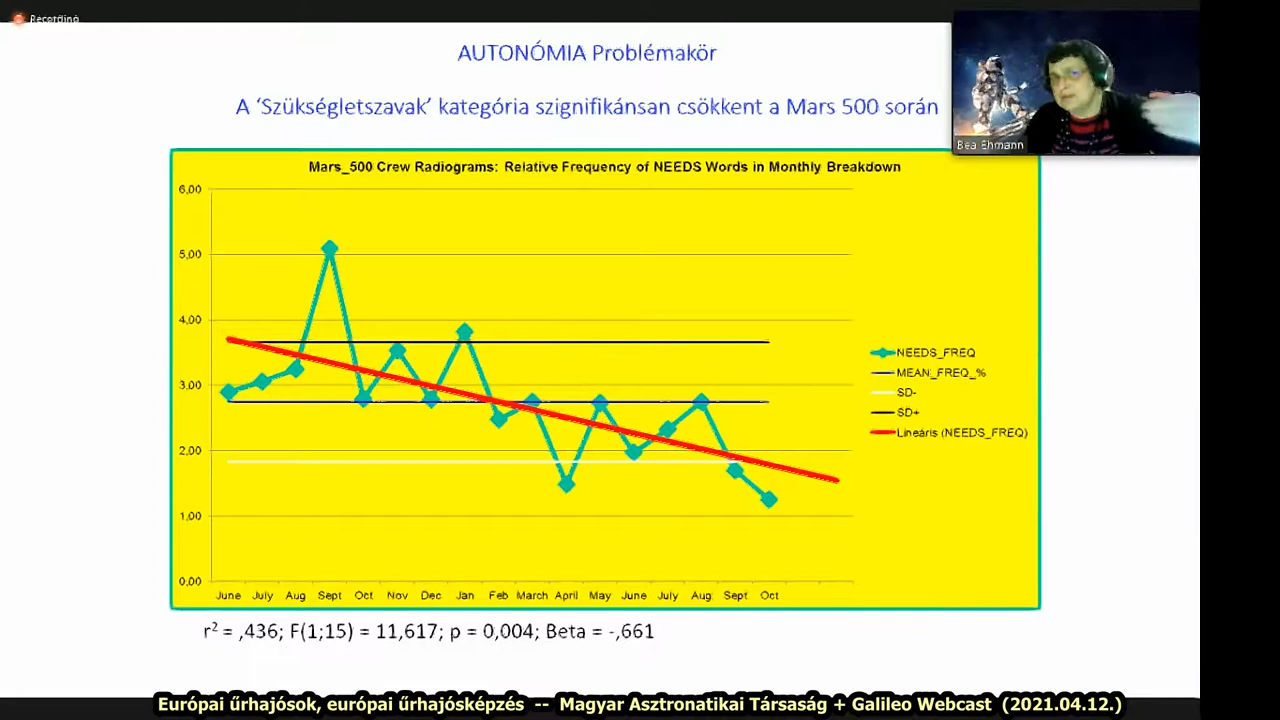 Recording
AUTONÓMIA Problémakör
A ‘Szükségletszavak’ kategória szignifikánsan csökkent a Mars 500 során
Bea Ehmann
Mars_500 Crew Radiograms: Relative Frequency of NEEDS Words in Monthly Breakdown
6,00
5,00
4,00
3,00
2,00
1,00
0,00
June July Aug Sept Oct Nov Dec Jan Feb March April May June July Aug Sept Oct
NEEDS_FREQ
MEAN_FREQ_%
SD-
SD+
Lineáris (NEEDS_FREQ)
r² = ,436; F(1;15) = 11,617; p = 0,004; Beta = -,661
Európai űrhajósok, európai űrhajósképzés -- Magyar Asztronatikai Társaság + Galileo Webcast (2021.04.12.)